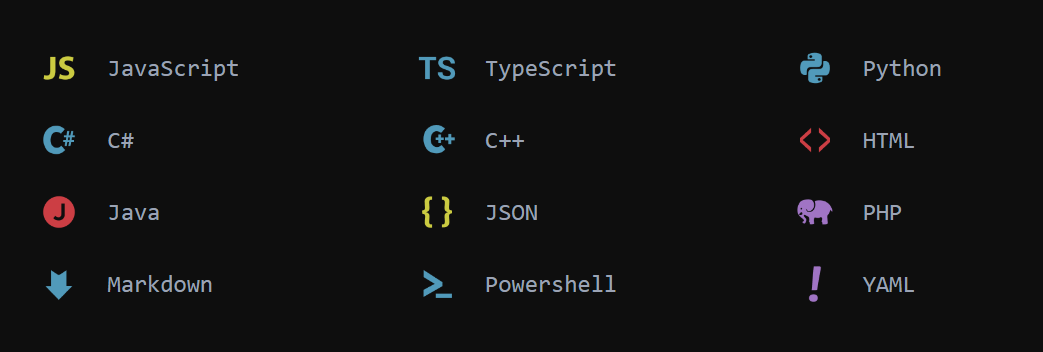 JS JavaScript TS TypeScript Python
C# C# C++ C++ <> HTML
J Java {} JSON PHP
Markdown >_ Powershell ! YAML